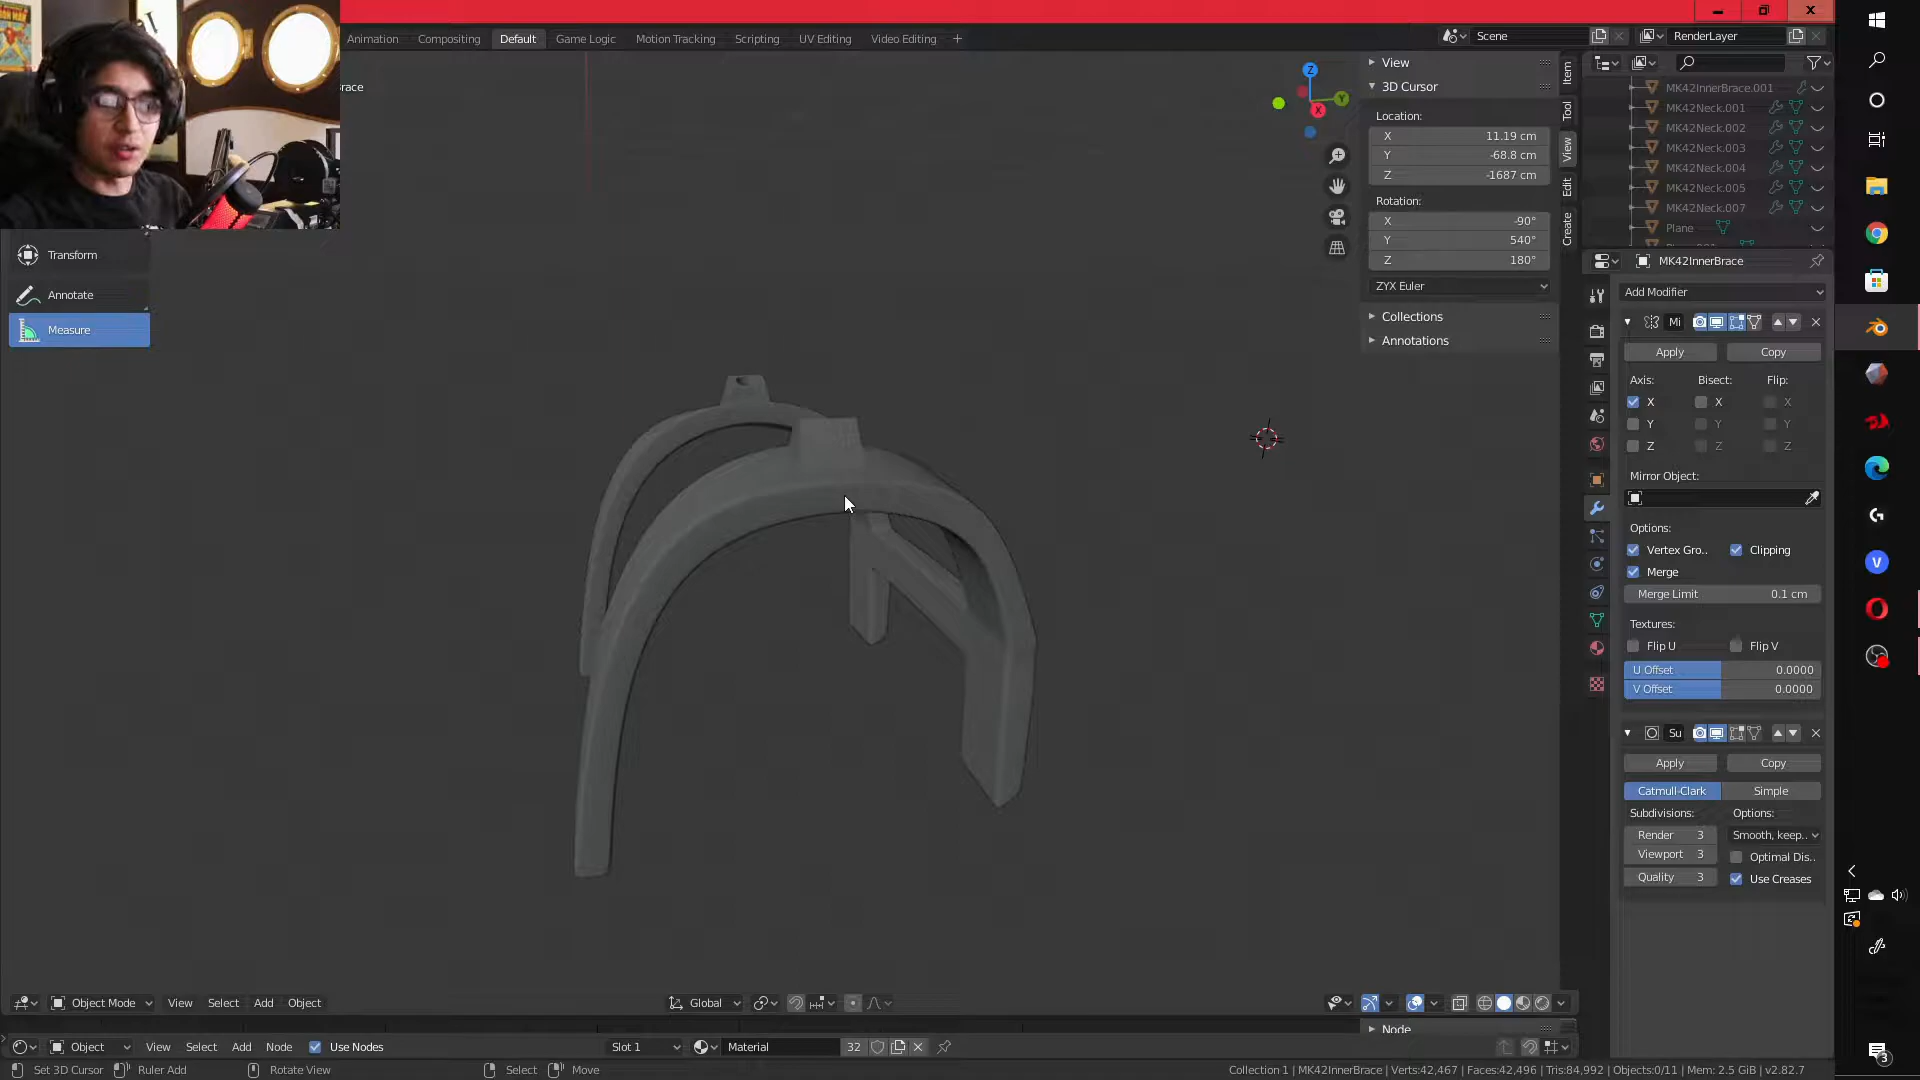 Animation Compositing Default Game Logic Motion Tracking Scripting UV Editing Video Editing +
Scene
RenderLayer
race
Transform
Annotate
Measure
Z
Y
X
View
3D Cursor
Location:
X 11.19 cm
Y -68.8 cm
Z -1687 cm
Rotation:
X -90°
Y 540°
Z 180°
ZYX Euler
Collections
Annotations
Item
Tool
View
Edit
Create
MK42InnerBrace.001
MK42Neck.001
MK42Neck.002
MK42Neck.003
MK42Neck.004
MK42Neck.005
MK42Neck.007
Plane
MK42InnerBrace
Add Modifier
Mi
Apply Copy
Axis: Bisect: Flip:
X X X
Y Y Y
Z Z Z
Mirror Object:
Options:
Vertex Gro.. Clipping
Merge
Merge Limit 0.1 cm
Textures:
Flip U Flip V
U Offset 0.0000
V Offset 0.0000
Su
Apply Copy
Catmull-Clark Simple
Subdivisions: Options:
Render 3 Smooth, keep..
Viewport 3 Optimal Dis..
Quality 3 Use Creases
Object Mode View Select Add Object
Global
Node
Object View Select Add Node Use Nodes
Slot 1
Material 32
Set 3D Cursor Ruler Add Rotate View Select Move
Collection 1 | MK42InnerBrace | Verts:42,467 | Faces:42,496 | Tris:84,992 | Objects:0/11 | Mem: 2.5 GiB | v2.82.7
3